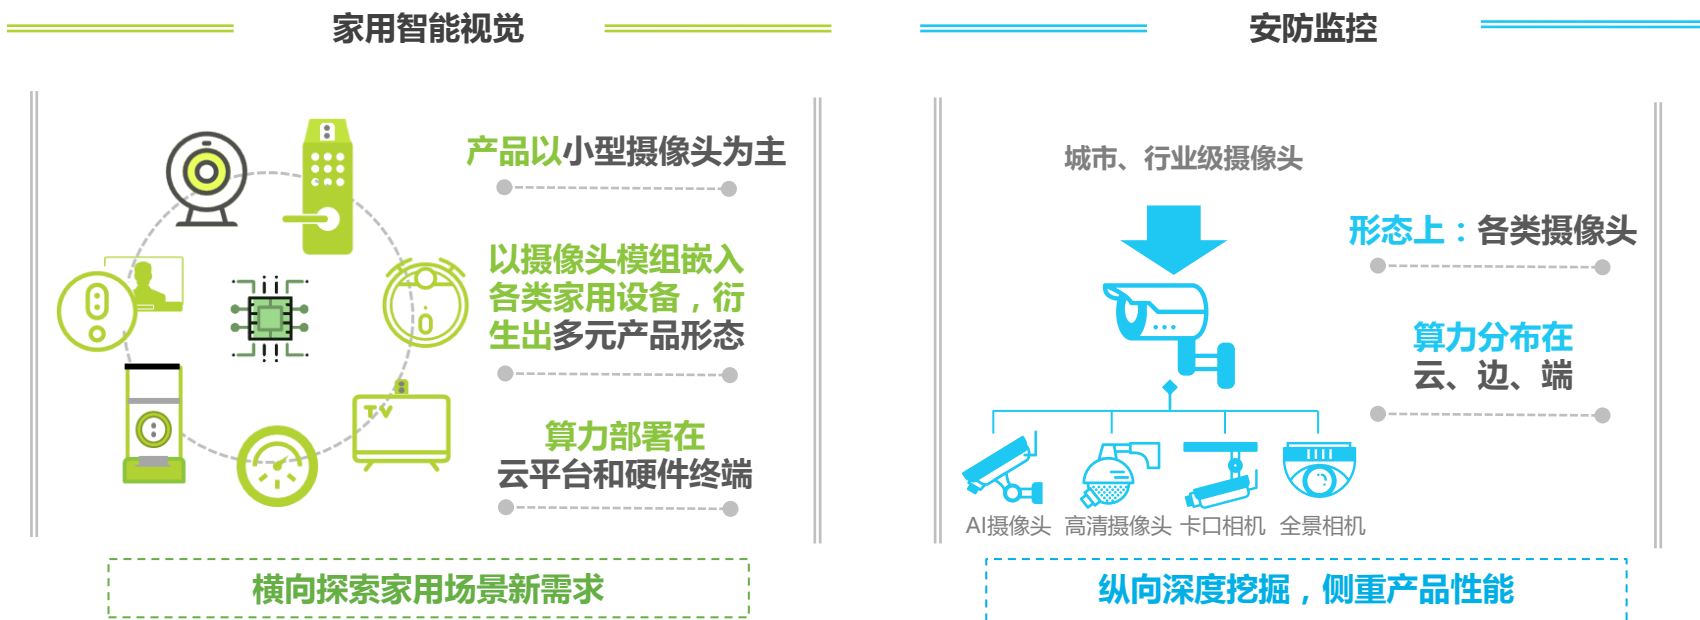 家用智能视觉
产品以小型摄像头为主
以摄像头模组嵌入
各类家用设备，衍
生出多元产品形态
算力部署在
云平台和硬件终端
TV
横向探索家用场景新需求
安防监控
城市、行业级摄像头
形态上：各类摄像头
算力分布在
云、边、端
AI摄像头 高清摄像头 卡口相机 全景相机
纵向深度挖掘，侧重产品性能